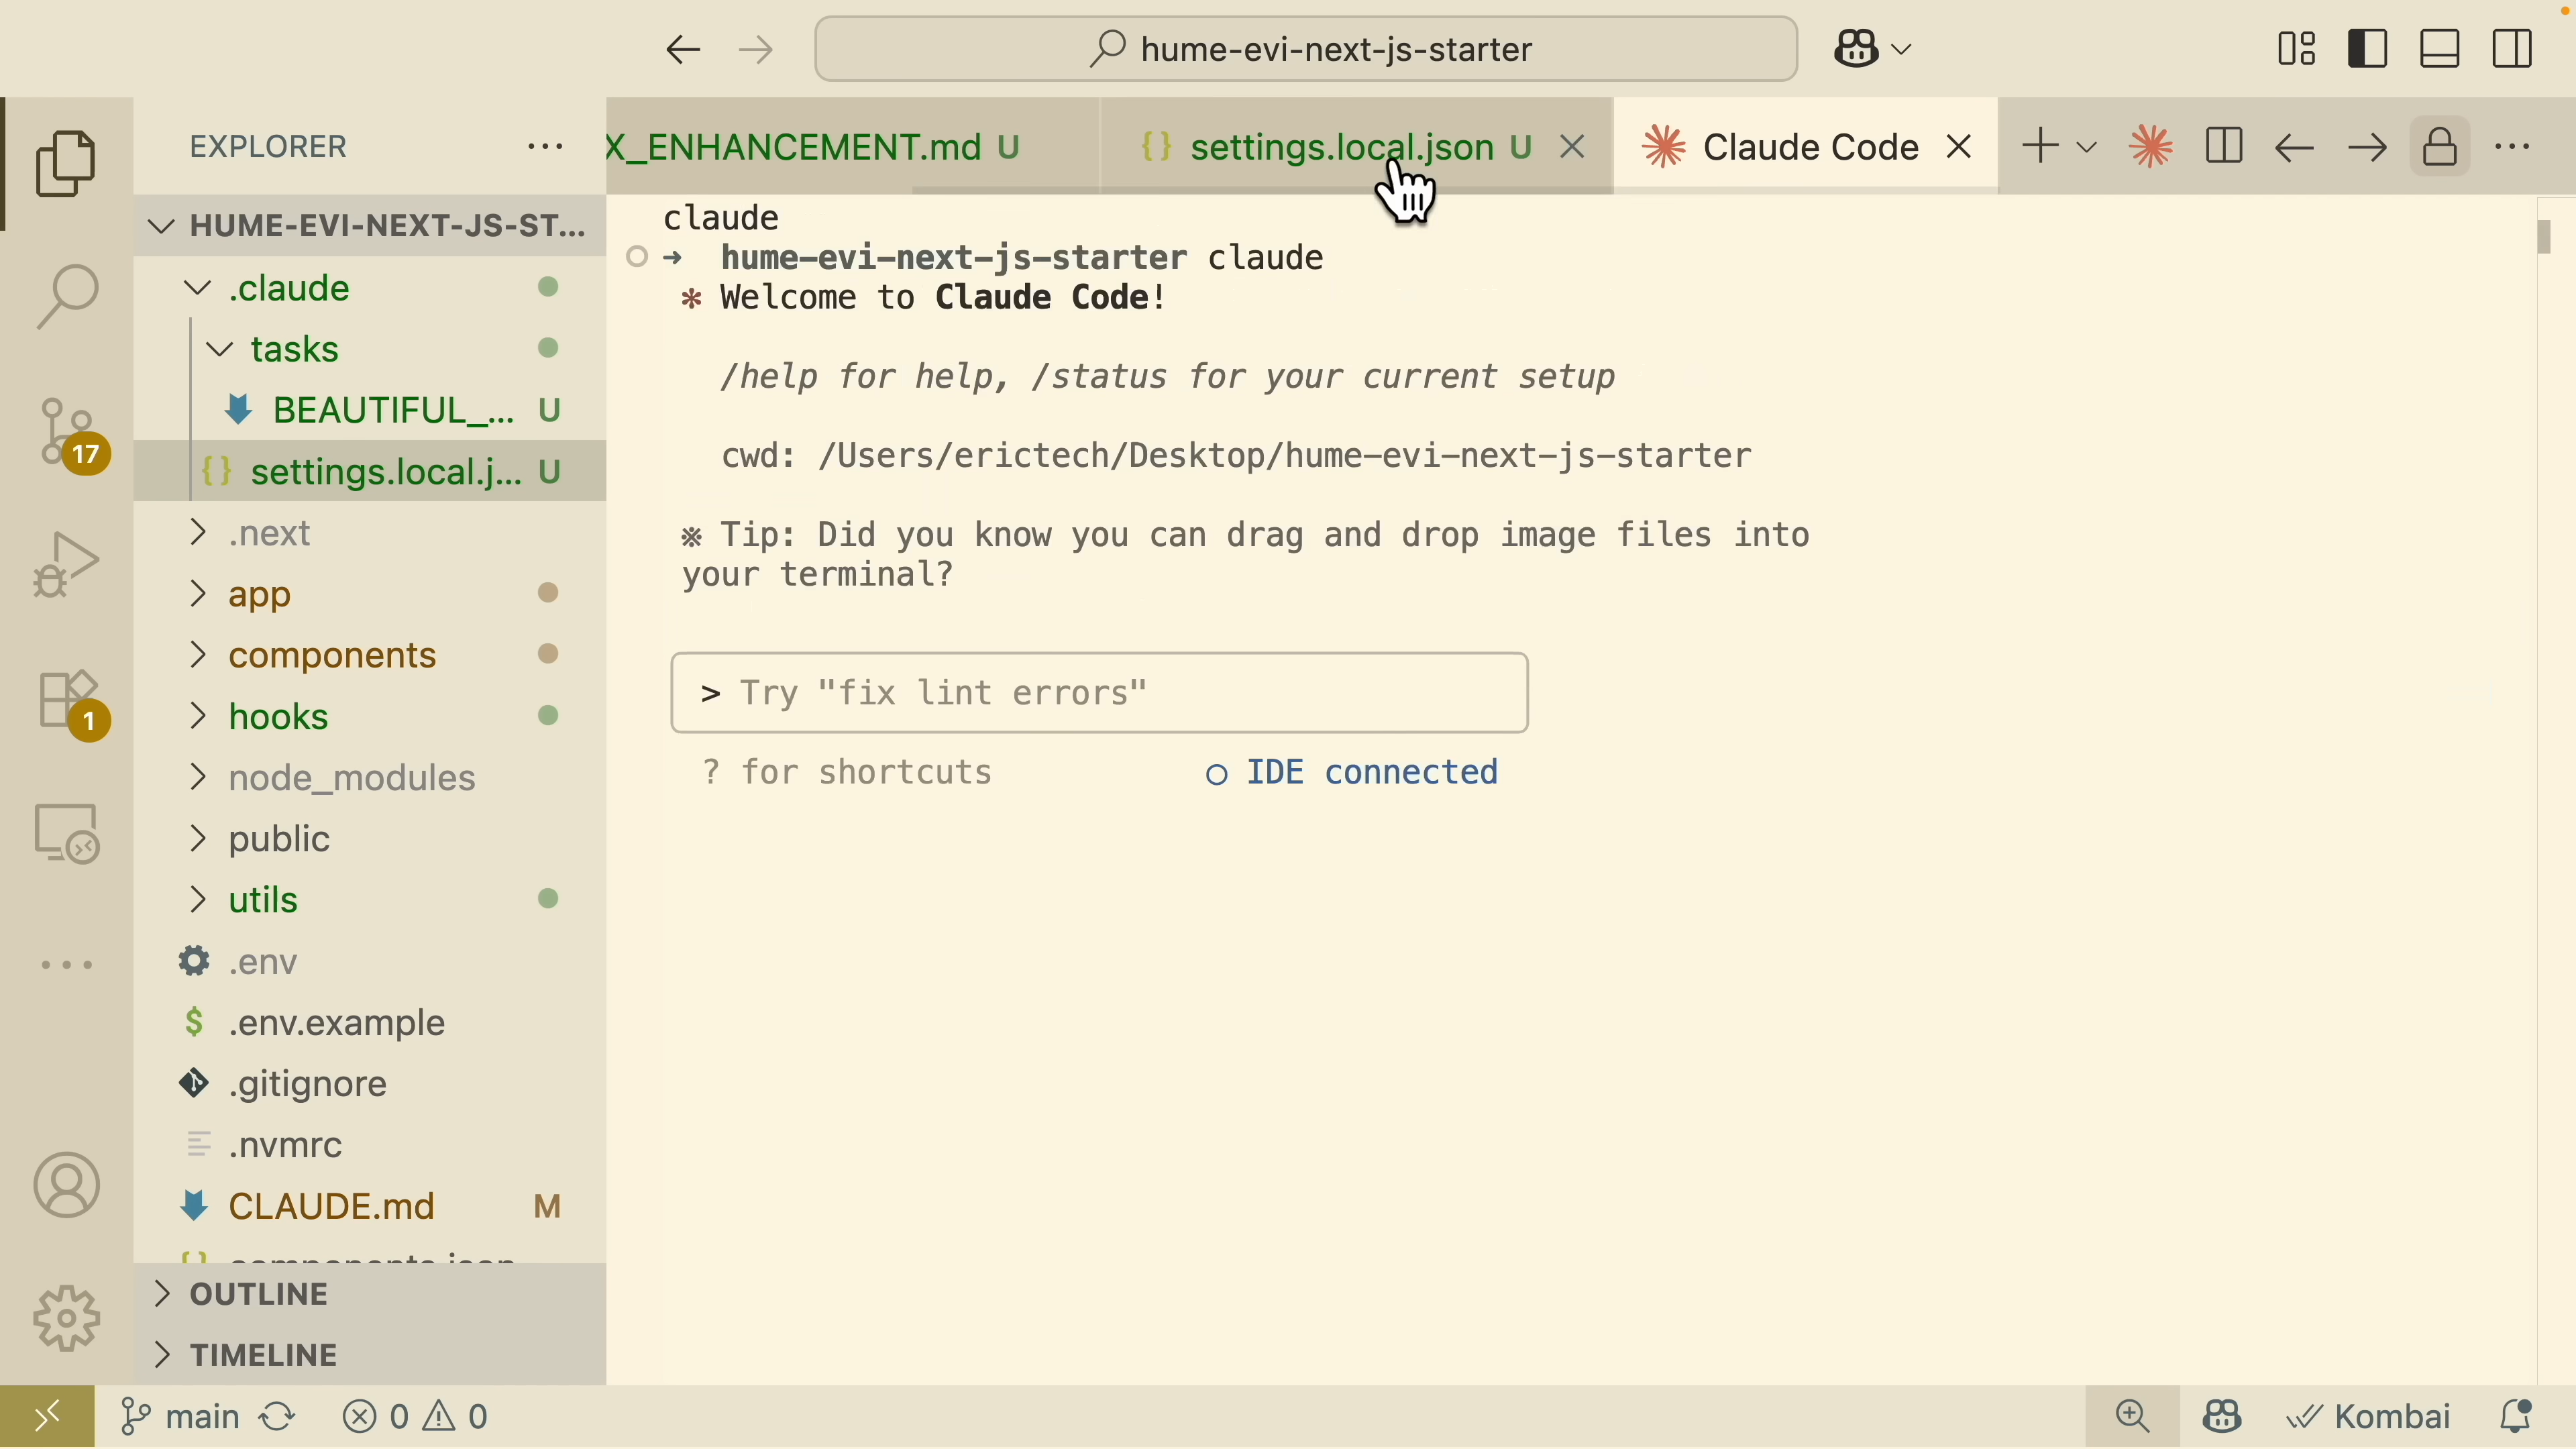 hume-evi-next-js-starter
EXPLORER
X_ENHANCEMENT.md U
settings.local.json U
Claude Code
HUME-EVI-NEXT-JS-ST...
.claude
tasks
BEAUTIFUL_... U
settings.local.j... U
.next
app
components
hooks
node_modules
public
utils
.env
.env.example
.gitignore
.nvmrc
CLAUDE.md M
components.json
OUTLINE
TIMELINE
17
1
claude
→ hume-evi-next-js-starter claude
✻ Welcome to Claude Code!
/help for help, /status for your current setup
cwd: /Users/erictech/Desktop/hume-evi-next-js-starter
※ Tip: Did you know you can drag and drop image files into
your terminal?
> Try "fix lint errors"
? for shortcuts
○ IDE connected
main
0
0
Kombai